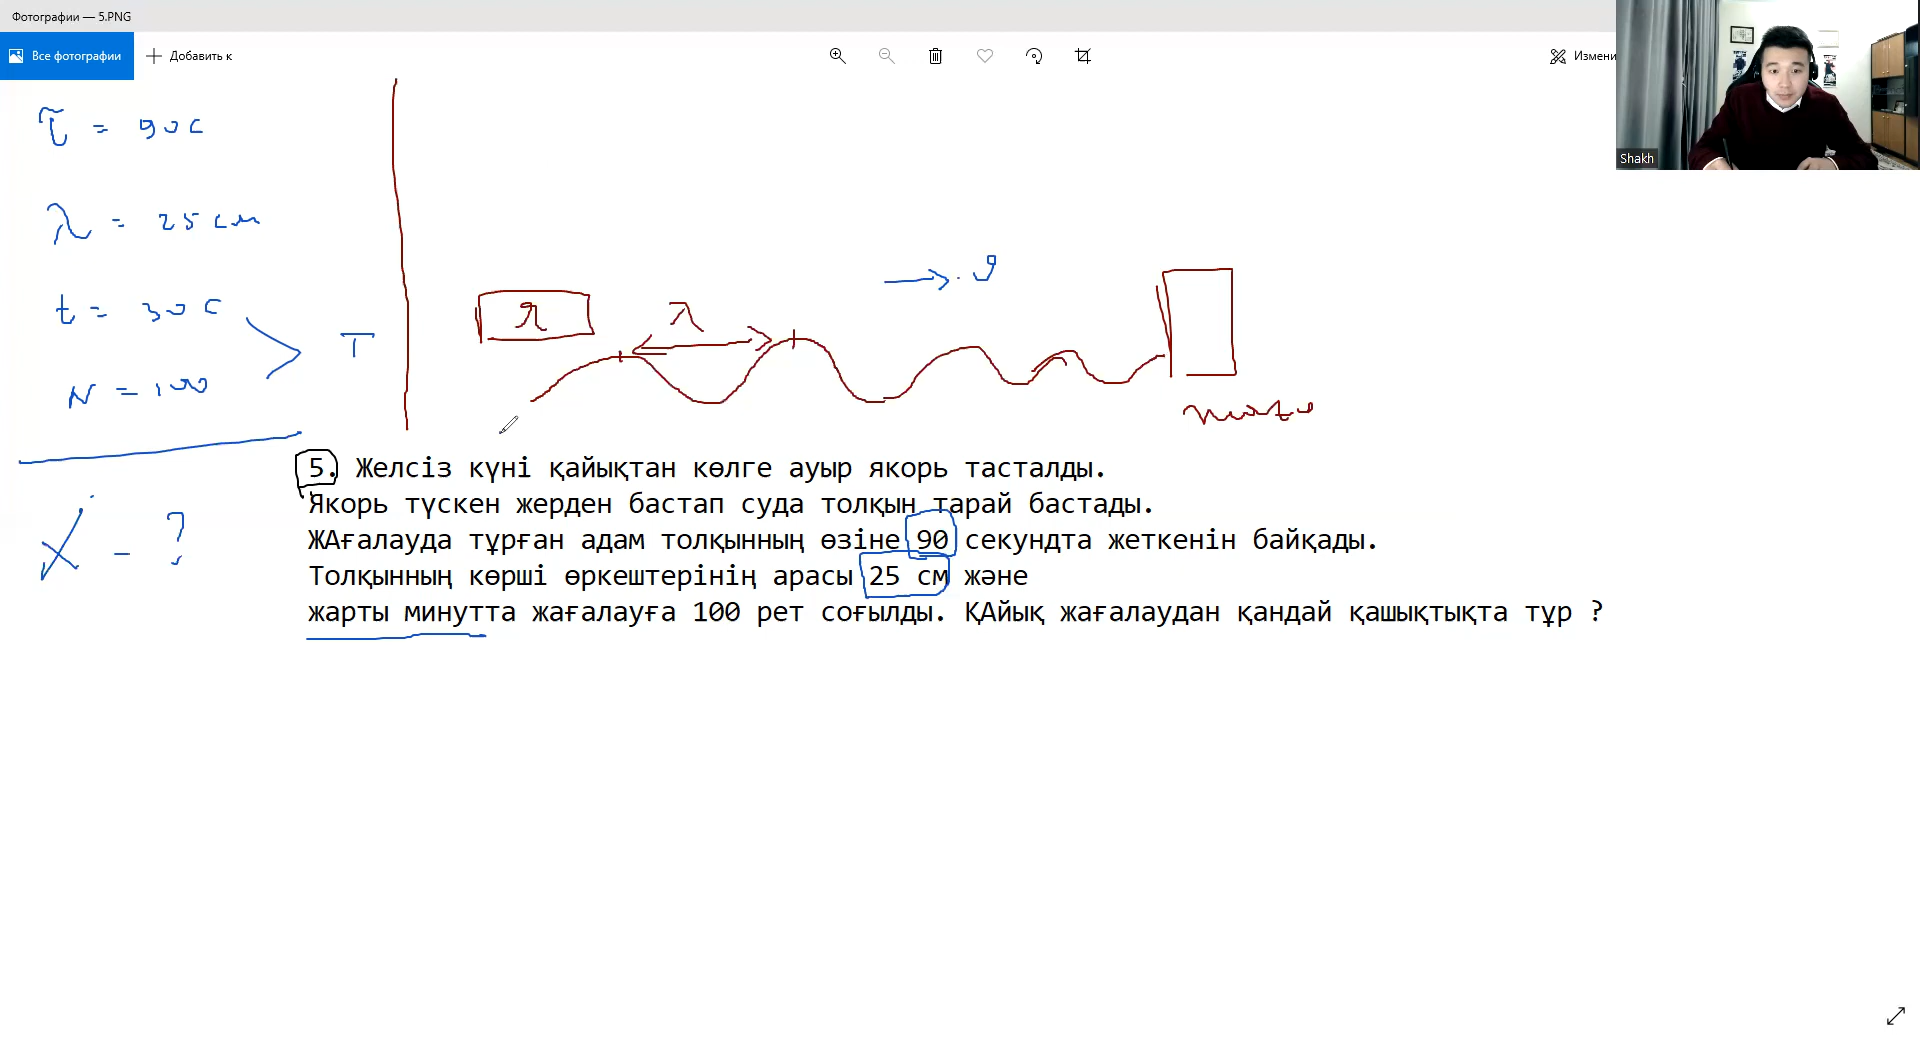 Фотографии — 5.PNG
Все фотографии
Добавить к
Измени
Shakh
τ = 90 с
λ = 25 см
t = 30 с
N = 100
T
x - ?
я
λ
ϑ
5. Желсіз күні қайықтан көлге ауыр якорь тасталды.
Якорь түскен жерден бастап суда толқын тарай бастады.
ЖАғалауда тұрған адам толқынның өзіне 90 секундта жеткенін байқады.
Толқынның көрші өркештерінің арасы 25 см және
жарты минутта жағалауға 100 рет соғылды. ҚАйық жағалаудан қандай қашықтықта тұр ?